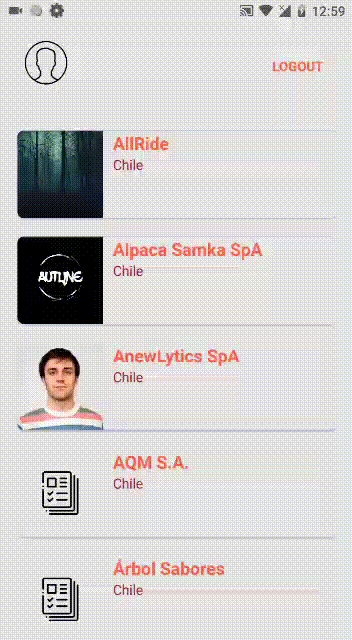 12:59
LOGOUT
AllRide
Chile
Alpaca Samka SpA
Chile
AUTLINE
AnewLytics SpA
Chile
AQM S.A.
Chile
Árbol Sabores
Chile